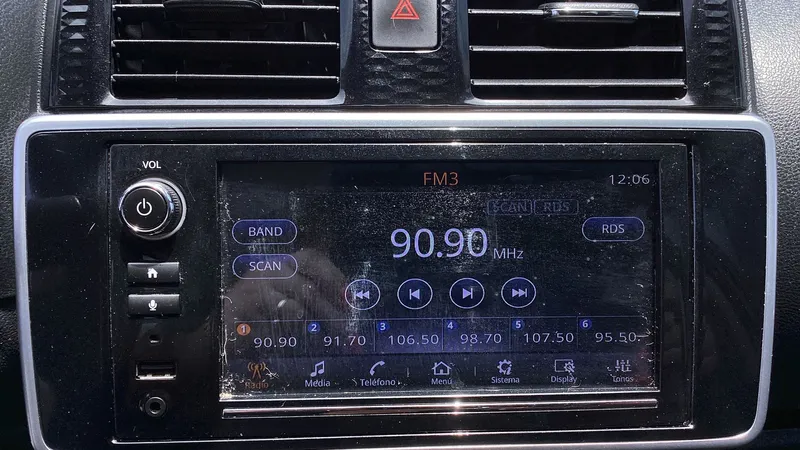 VOL
FM3 12:06
SCAN RDS
BAND
90.90 MHz
RDS
SCAN
1 90.90 2 91.70 3 106.50 4 98.70 5 107.50 6 95.50
Radio Media Teléfono Menú Sistema Display Tonos